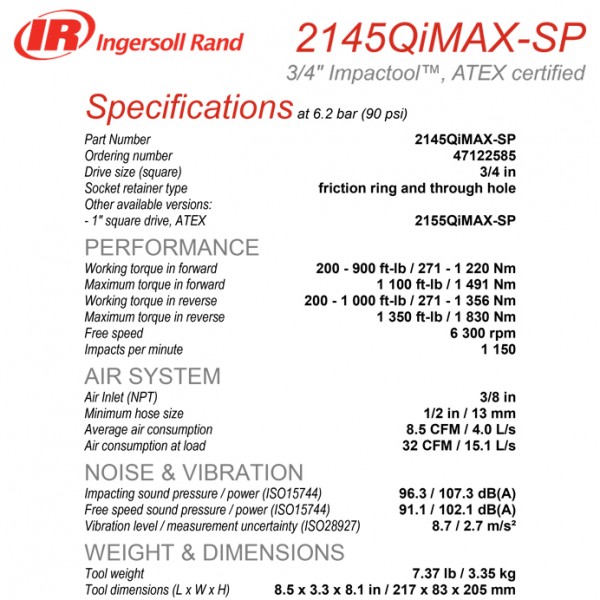 IR Ingersoll Rand 2145QiMAX-SP
3/4" Impactool™, ATEX certified
Specifications at 6.2 bar (90 psi)
Part Number 2145QiMAX-SP
Ordering number 47122585
Drive size (square) 3/4 in
Socket retainer type friction ring and through hole
Other available versions:
- 1" square drive, ATEX 2155QiMAX-SP
PERFORMANCE
Working torque in forward 200 - 900 ft-lb / 271 - 1 220 Nm
Maximum torque in forward 1 100 ft-lb / 1 491 Nm
Working torque in reverse 200 - 1 000 ft-lb / 271 - 1 356 Nm
Maximum torque in reverse 1 350 ft-lb / 1 830 Nm
Free speed 6 300 rpm
Impacts per minute 1 150
AIR SYSTEM
Air Inlet (NPT) 3/8 in
Minimum hose size 1/2 in / 13 mm
Average air consumption 8.5 CFM / 4.0 L/s
Air consumption at load 32 CFM / 15.1 L/s
NOISE & VIBRATION
Impacting sound pressure / power (ISO15744) 96.3 / 107.3 dB(A)
Free speed sound pressure / power (ISO15744) 91.1 / 102.1 dB(A)
Vibration level / measurement uncertainty (ISO28927) 8.7 / 2.7 m/s²
WEIGHT & DIMENSIONS
Tool weight 7.37 lb / 3.35 kg
Tool dimensions (L x W x H) 8.5 x 3.3 x 8.1 in / 217 x 83 x 205 mm